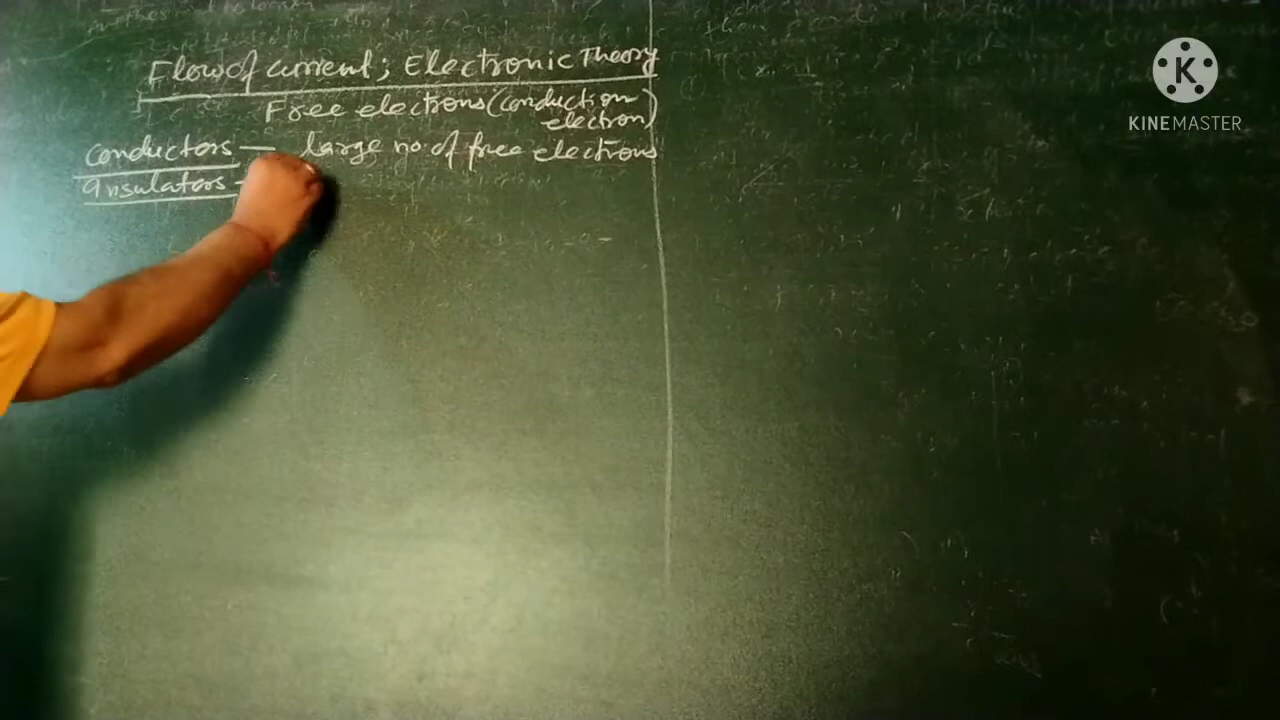 Flow of current; Electronic Theory
Free electrons (conduction
electron)
conductors — large no of free electrons
Insulators -
K
KINEMASTER